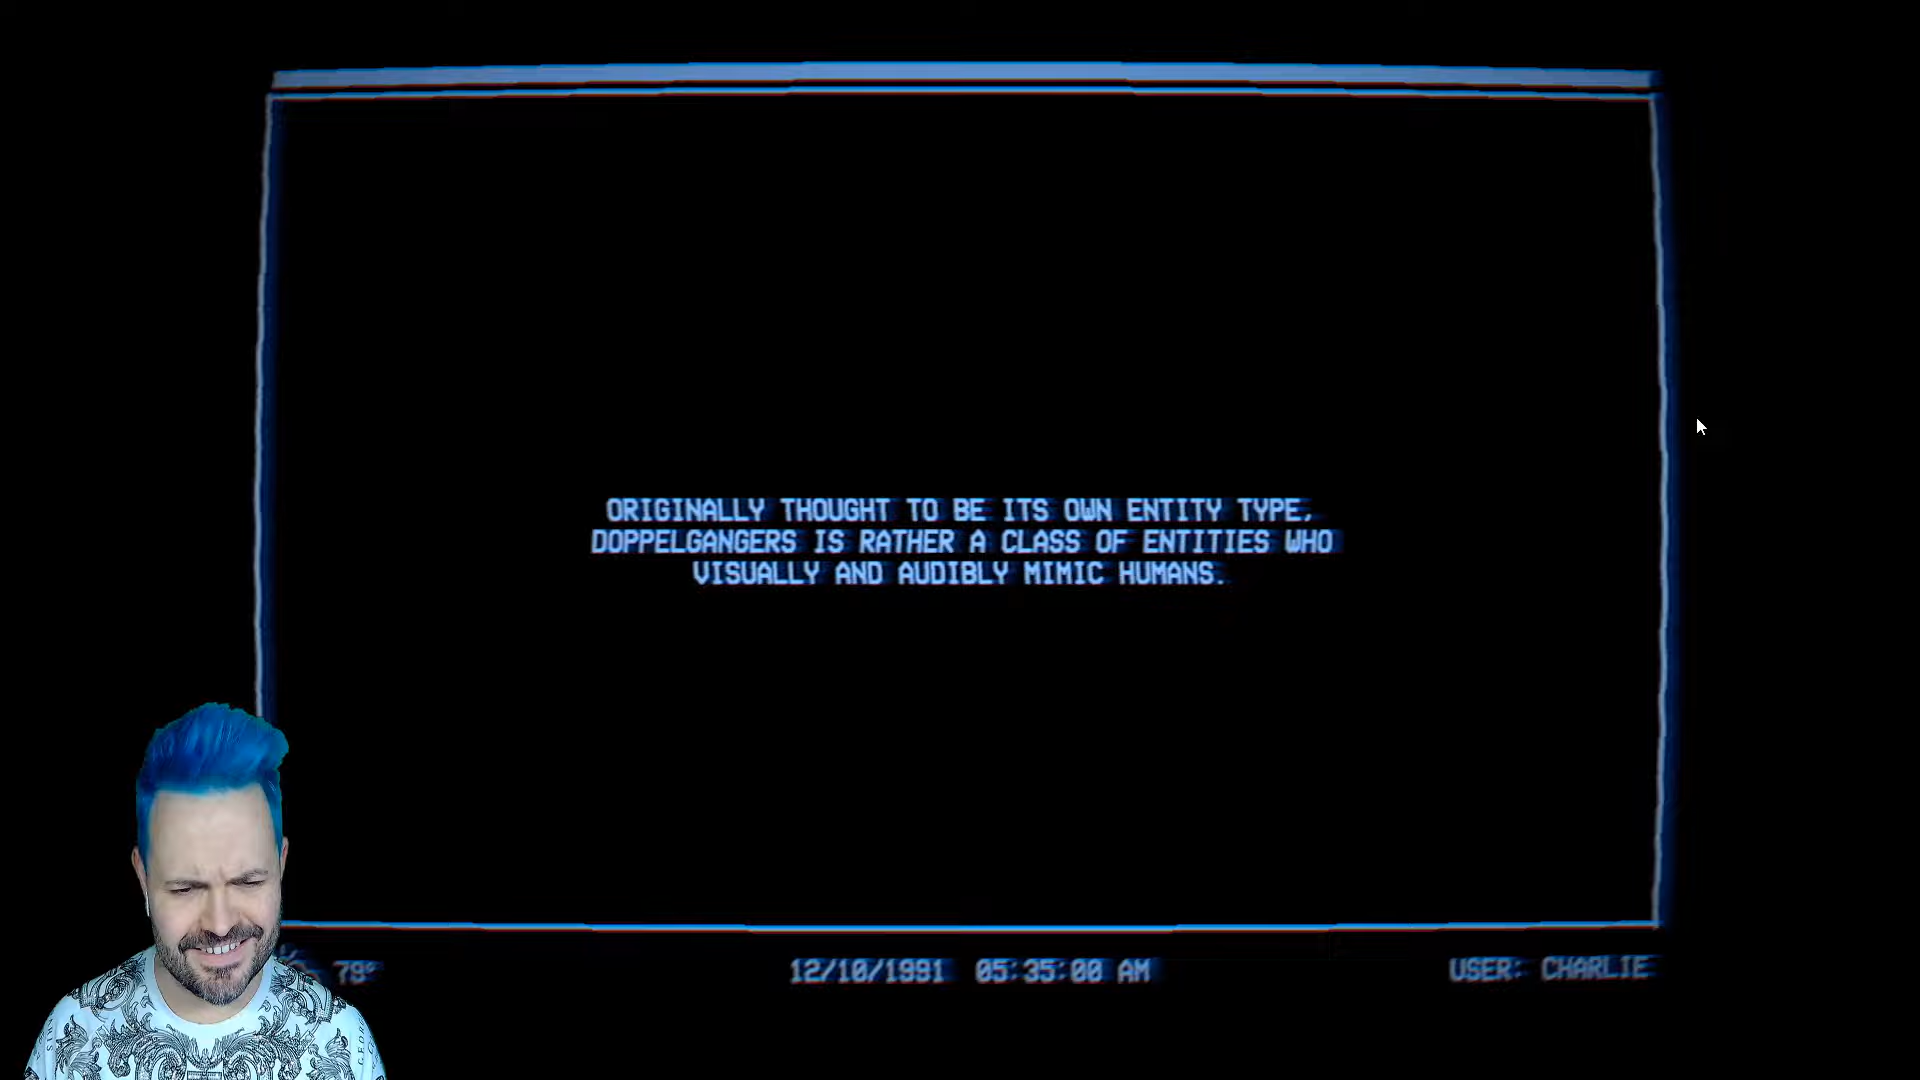 ORIGINALLY THOUGHT TO BE ITS OWN ENTITY TYPE,
DOPPELGANGERS IS RATHER A CLASS OF ENTITIES WHO
VISUALLY AND AUDIBLY MIMIC HUMANS.
78° 12/10/1991 05:35:00 AM USER: CHARLIE